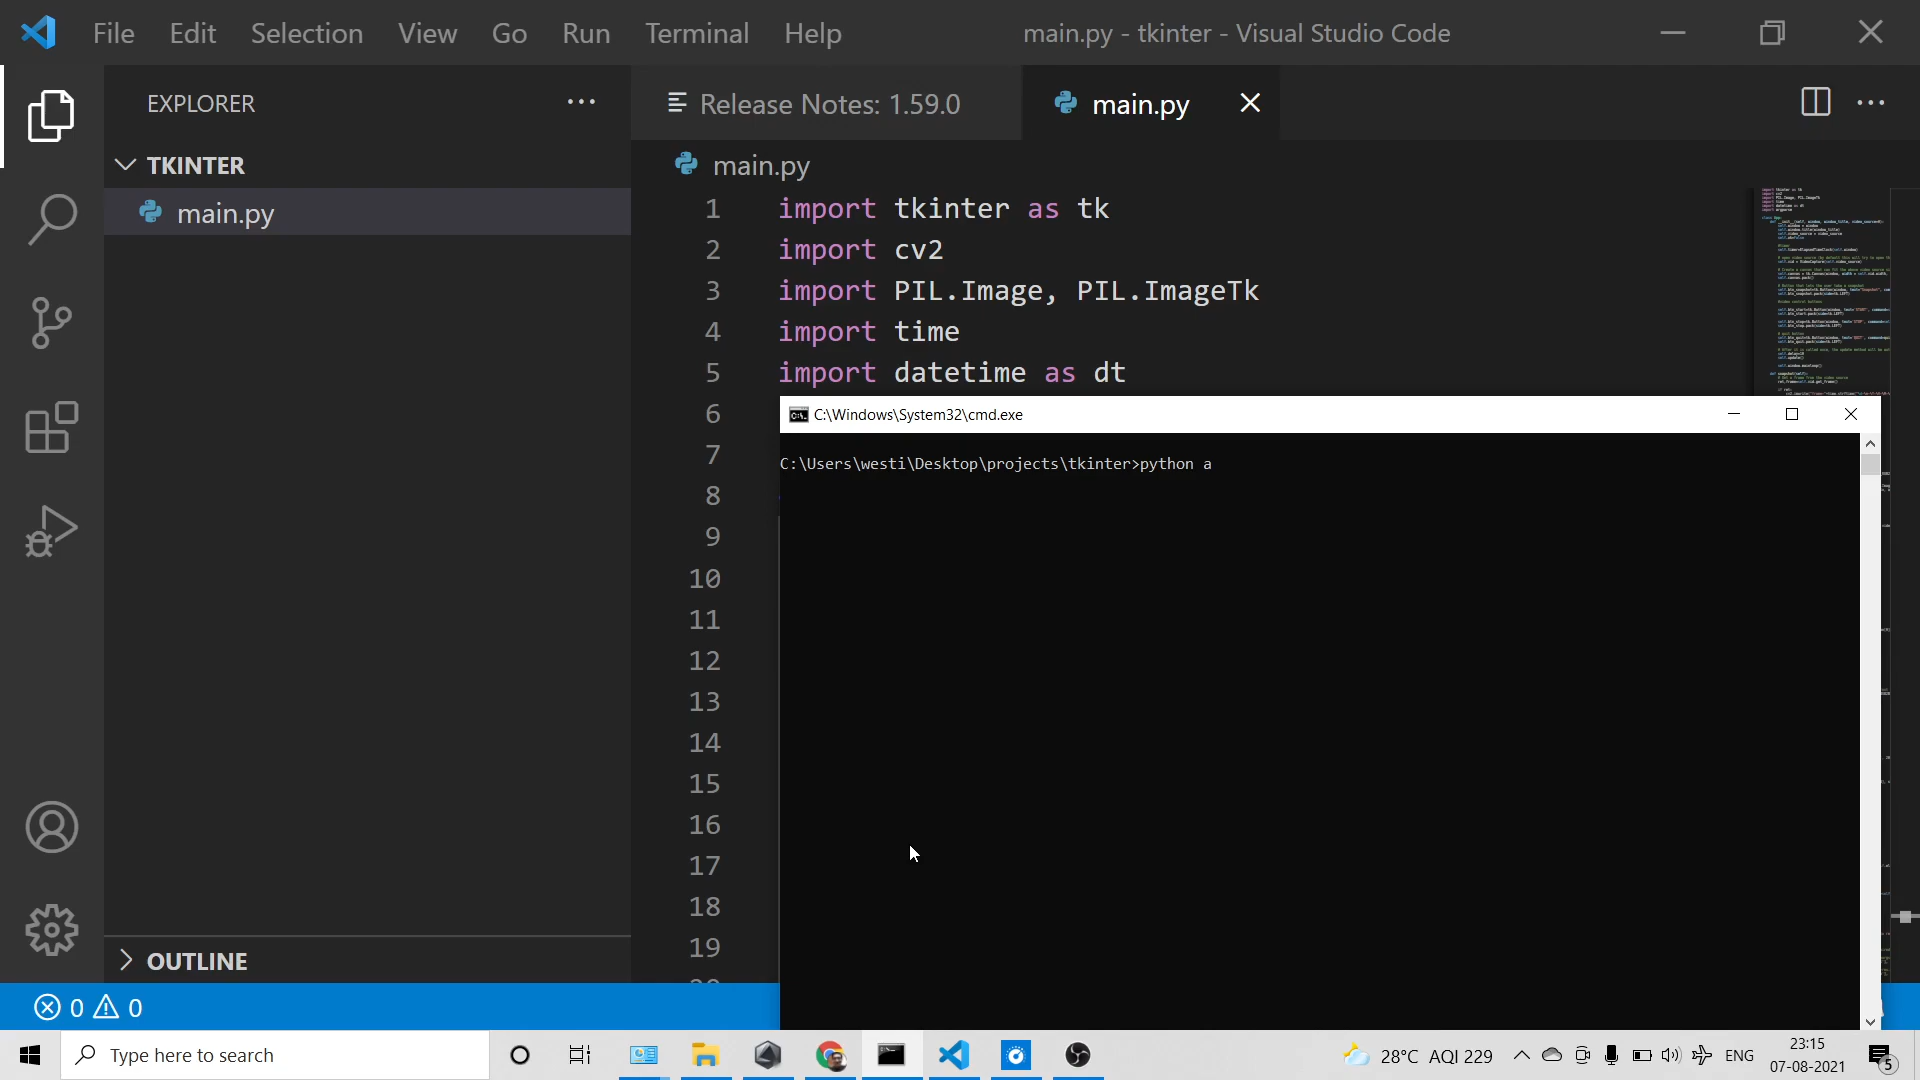 File Edit Selection View Go Run Terminal Help
main.py - tkinter - Visual Studio Code
EXPLORER
TKINTER
main.py
OUTLINE
Release Notes: 1.59.0
main.py
main.py
1 import tkinter as tk
2 import cv2
3 import PIL.Image, PIL.ImageTk
4 import time
5 import datetime as dt
6
7
8
9
10
11
12
13
14
15
16
17
18
19
C:\Windows\System32\cmd.exe
C:\Users\westi\Desktop\projects\tkinter>python a
0 0
Type here to search
28°C AQI 229
ENG
23:15
07-08-2021
5